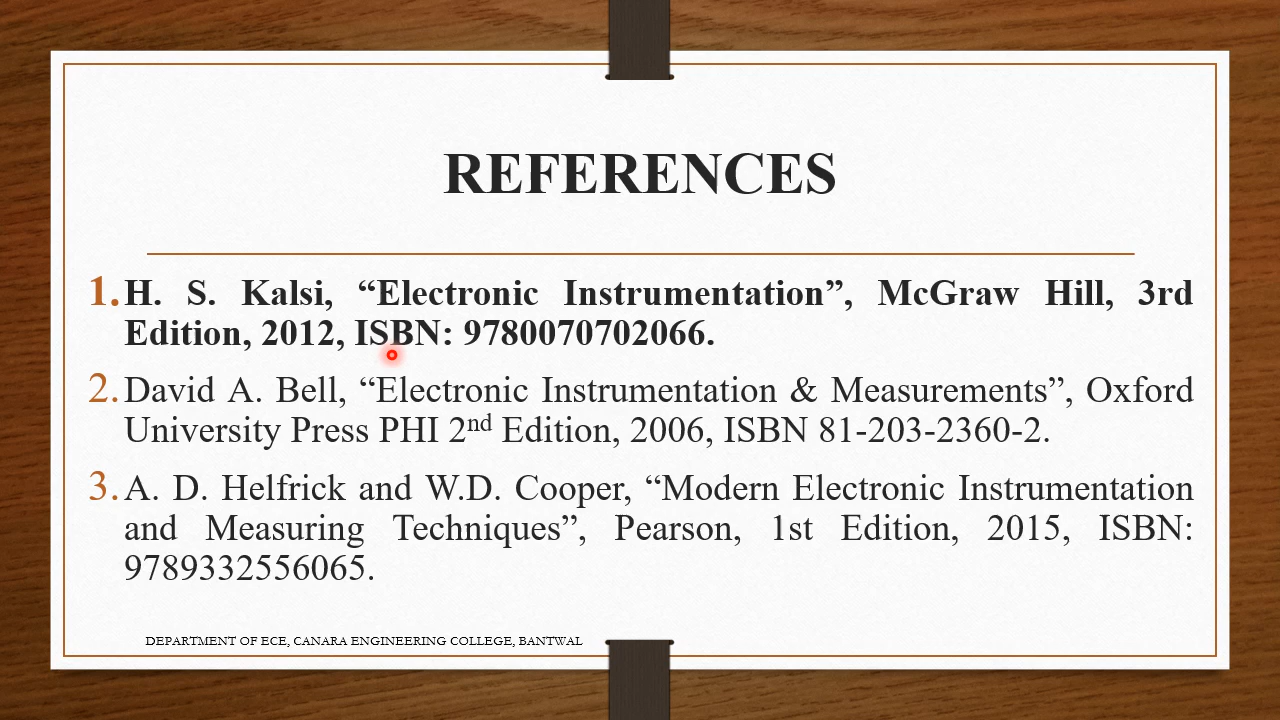 REFERENCES
1. H. S. Kalsi, “Electronic Instrumentation”, McGraw Hill, 3rd
Edition, 2012, ISBN: 9780070702066.
2. David A. Bell, “Electronic Instrumentation & Measurements”, Oxford
University Press PHI 2nd Edition, 2006, ISBN 81-203-2360-2.
3. A. D. Helfrick and W.D. Cooper, “Modern Electronic Instrumentation
and Measuring Techniques”, Pearson, 1st Edition, 2015, ISBN:
9789332556065.
DEPARTMENT OF ECE, CANARA ENGINEERING COLLEGE, BANTWAL